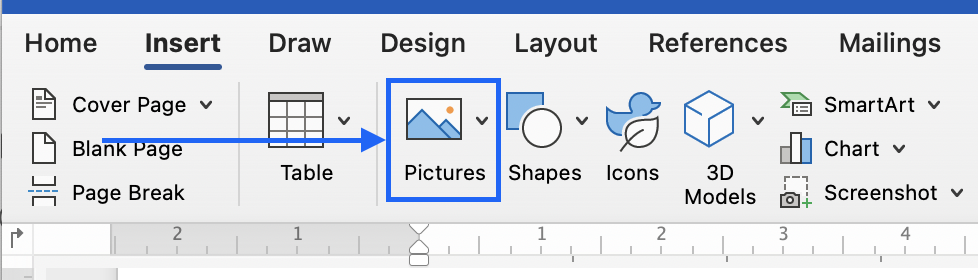 Home Insert Draw Design Layout References Mailings
Cover Page
Blank Page
Page Break
Table
Pictures
Shapes
Icons
3D
Models
SmartArt
Chart
Screenshot
2 1 1 2 3 4